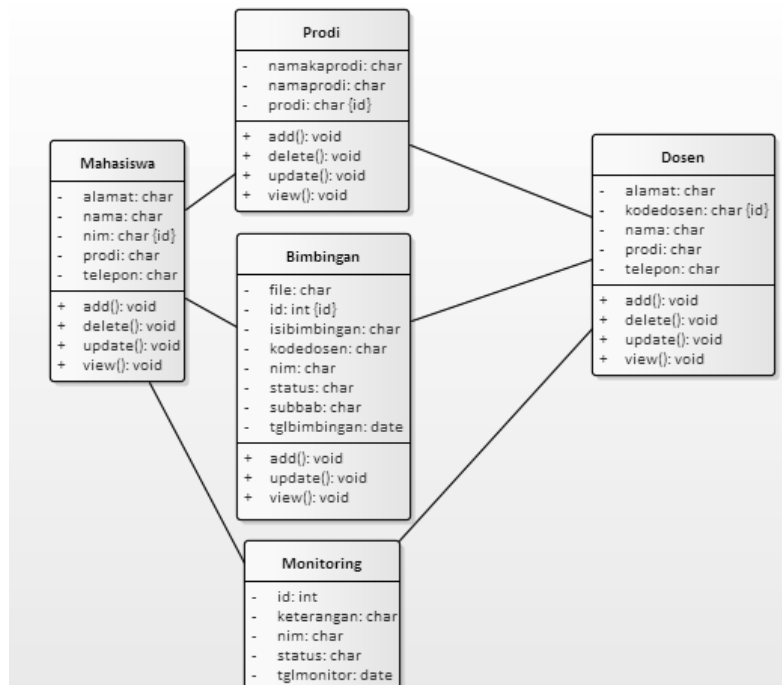 Prodi
- namakaprodi: char
- namaprodi: char
- prodi: char {id}
+ add(): void
+ delete(): void
+ update(): void
+ view(): void
Mahasiswa
- alamat: char
- nama: char
- nim: char {id}
- prodi: char
- telepon: char
+ add(): void
+ delete(): void
+ update(): void
+ view(): void
Dosen
- alamat: char
- kodedosen: char {id}
- nama: char
- prodi: char
- telepon: char
+ add(): void
+ delete(): void
+ update(): void
+ view(): void
Bimbingan
- file: char
- id: int {id}
- isibimbingan: char
- kodedosen: char
- nim: char
- status: char
- subbab: char
- tglbimbingan: date
+ add(): void
+ update(): void
+ view(): void
Monitoring
- id: int
- keterangan: char
- nim: char
- status: char
- tglmonitor: date